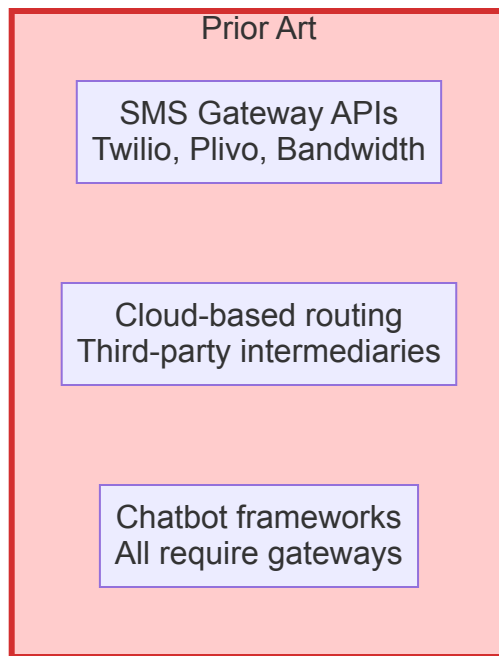 Prior Art
SMS Gateway APIs
Twilio, Plivo, Bandwidth
Cloud-based routing
Third-party intermediaries
Chatbot frameworks
All require gateways